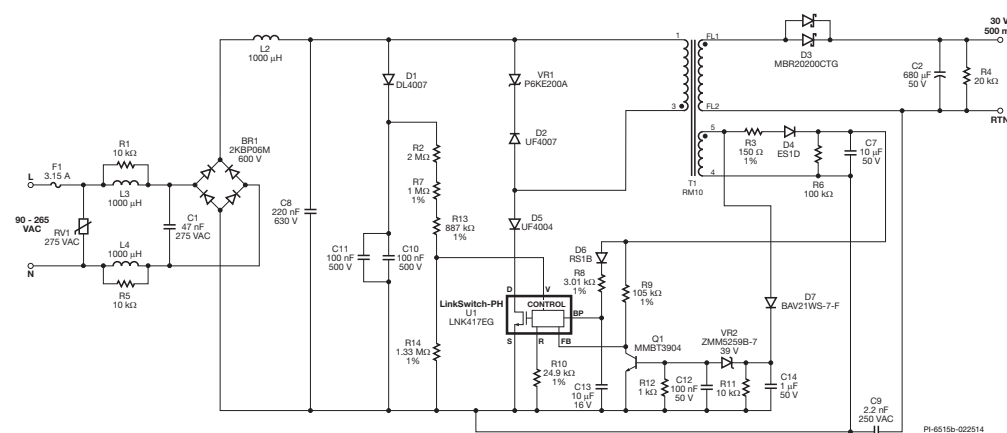 L
F1
3.15 A
90 - 265
VAC
RV1
275 VAC
N
R1
10 kΩ
L3
1000 µH
L4
1000 µH
R5
10 kΩ
C1
47 nF
275 VAC
BR1
2KBP06M
600 V
L2
1000 µH
C8
220 nF
630 V
D1
DL4007
C11
100 nF
500 V
C10
100 nF
500 V
R2
2 MΩ
R7
1 MΩ
1%
R13
887 kΩ
1%
R14
1.33 MΩ
1%
VR1
P6KE200A
D2
UF4007
D5
UF4004
LinkSwitch-PH
U1
LNK417EG
D
V
CONTROL
BP
S
R
FB
R10
24.9 kΩ
1%
D6
RS1B
R8
3.01 kΩ
1%
C13
10 µF
16 V
R9
105 kΩ
1%
Q1
MMBT3904
R12
1 kΩ
C12
100 nF
50 V
VR2
ZMM5259B-7
39 V
R11
10 kΩ
C14
1 µF
50 V
D7
BAV21WS-7-F
1
3
FL1
FL2
5
4
T1
RM10
R3
150 Ω
1%
D4
ES1D
R6
100 kΩ
C7
10 µF
50 V
D3
MBR20200CTG
C2
680 µF
50 V
R4
20 kΩ
30 V
500 m
RTN
C9
2.2 nF
250 VAC
PI-6515b-022514